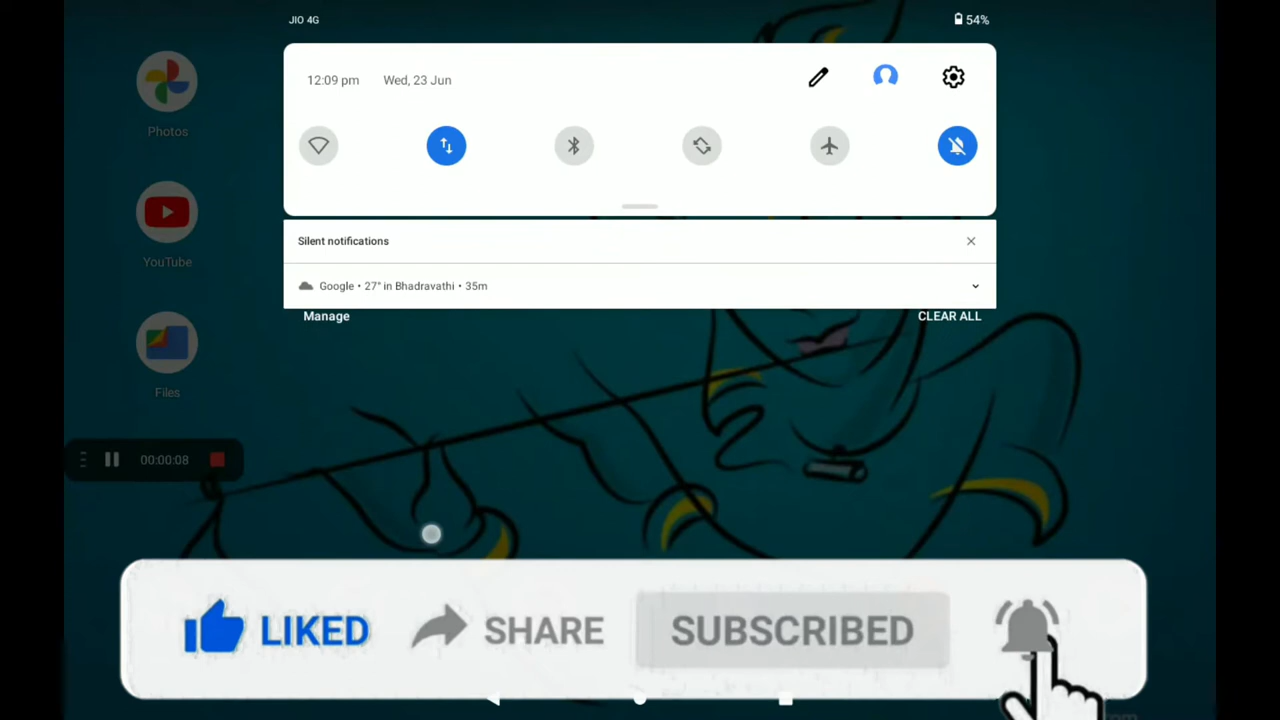 JIO 4G
54%
12:09 pm Wed, 23 Jun
Photos
Silent notifications
YouTube
Google • 27° in Bhadravathi • 35m
Manage
CLEAR ALL
Files
00:00:08
LIKED
SHARE
SUBSCRIBED